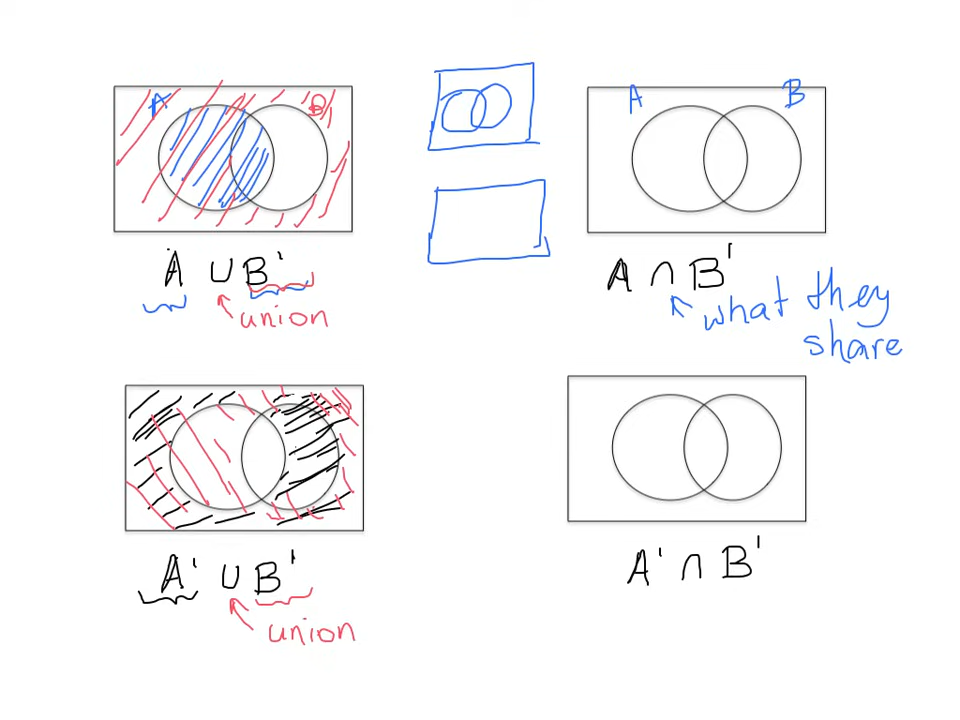 A B
A ∪ B'
union
A B
A ∩ B'
what they
share
A' ∪ B'
union
A' ∩ B'